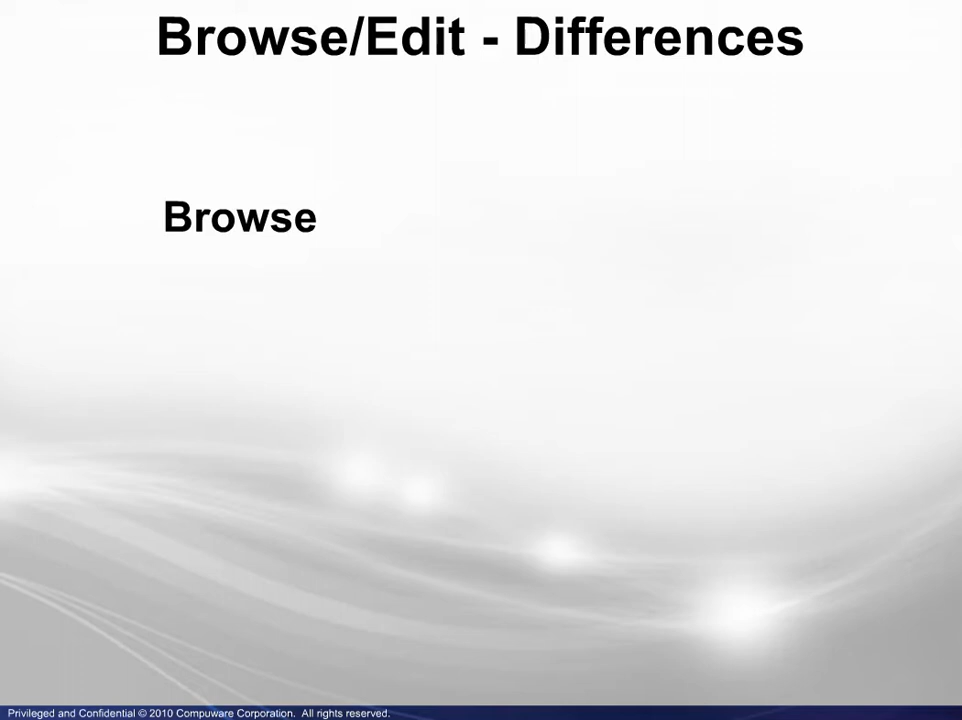 Browse/Edit - Differences
Browse
Privileged and Confidential © 2010 Compuware Corporation. All rights reserved.